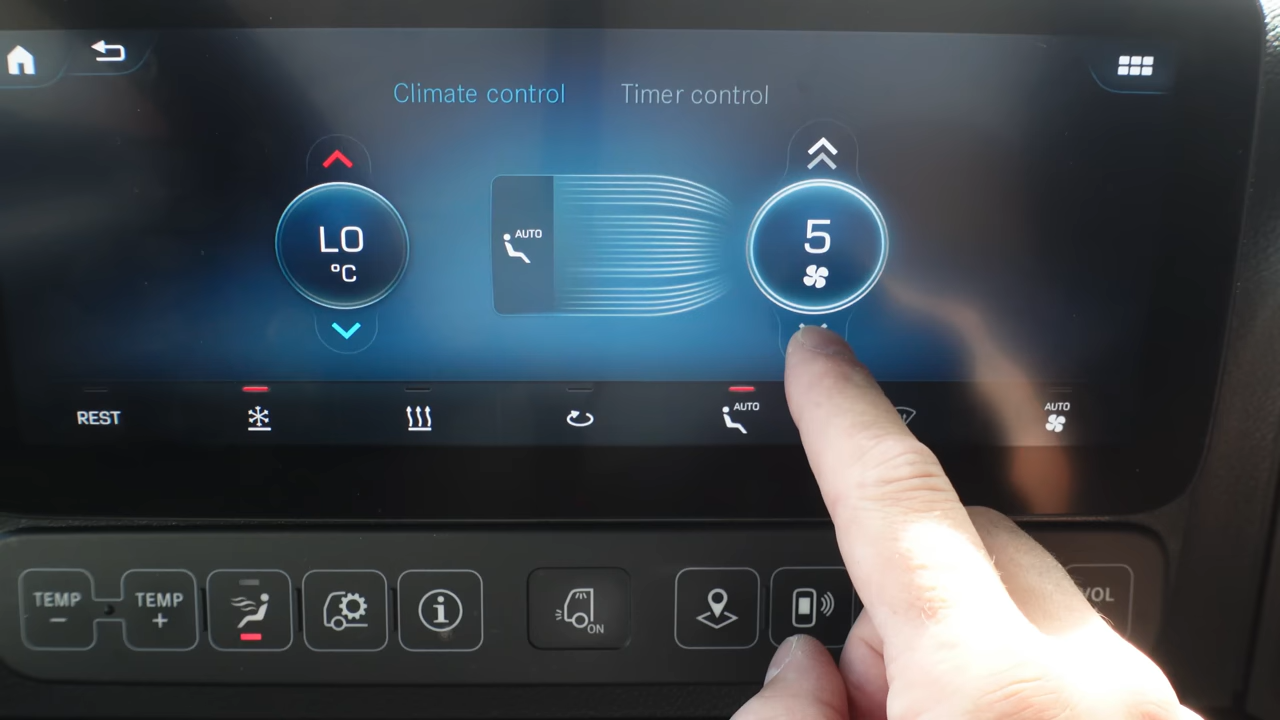 Climate control Timer control
AUTO
LO
5
°C
REST
AUTO
AUTO
TEMP
-
TEMP
+
ON
VOL